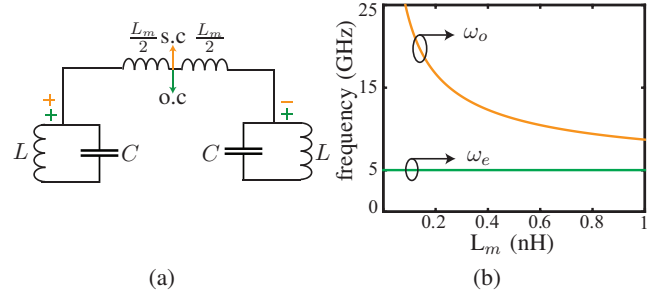 L_m/2 s.c L_m/2
o.c
+ −
+ +
L C C L
(a)
frequency (GHz)
25
15
5
0
ω_o
ω_e
0.2 0.4 0.6 0.8 1
L_m (nH)
(b)